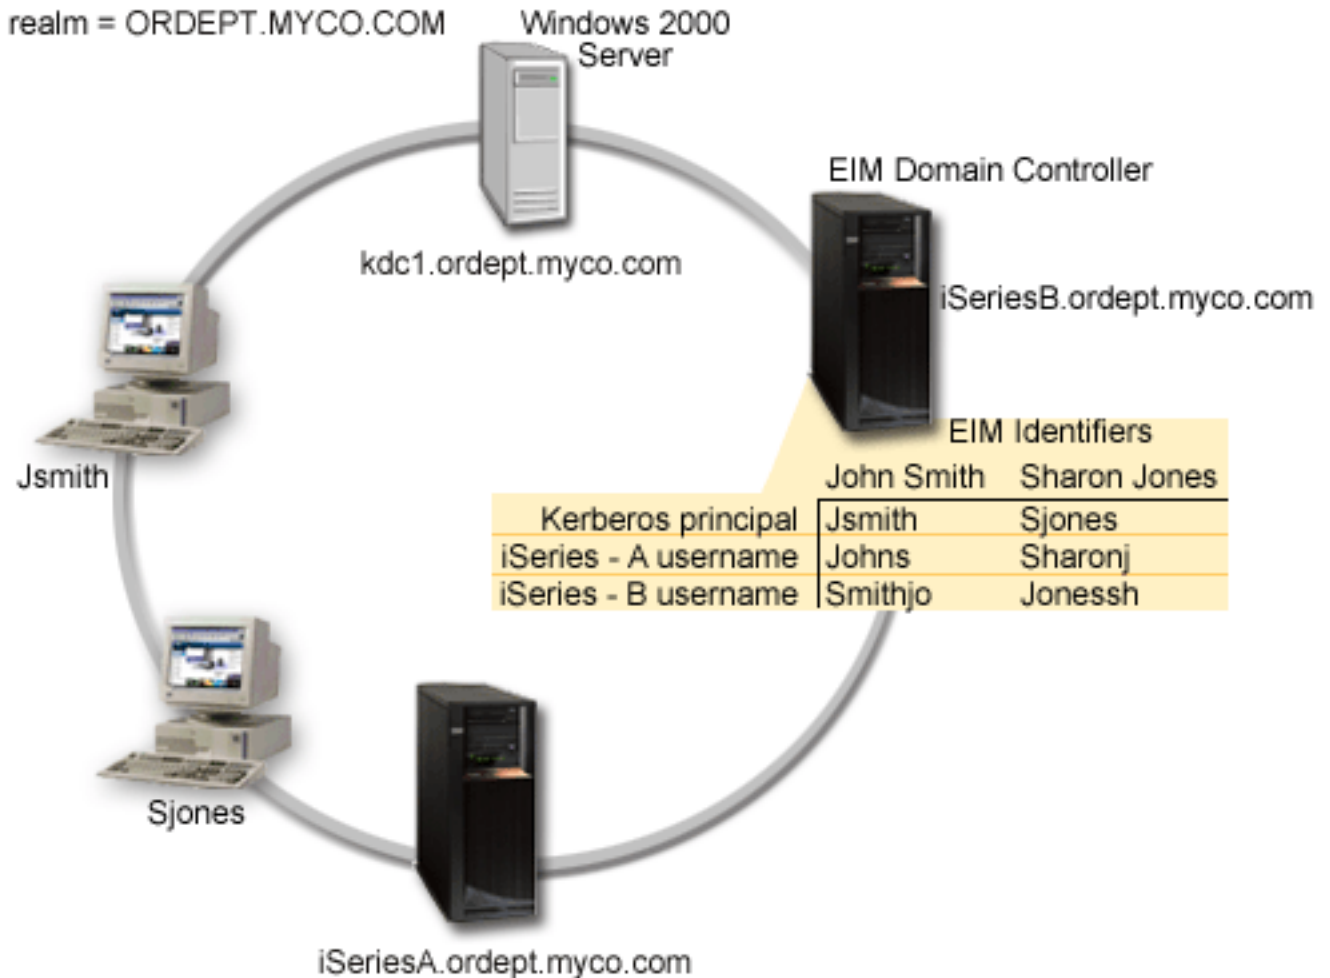 realm = ORDEPT.MYCO.COM
Windows 2000
Server
kdc1.ordept.myco.com
EIM Domain Controller
iSeriesB.ordept.myco.com
Jsmith
EIM Identifiers
John Smith Sharon Jones
Kerberos principal Jsmith Sjones
iSeries - A username Johns Sharonj
iSeries - B username Smithjo Jonessh
Sjones
iSeriesA.ordept.myco.com